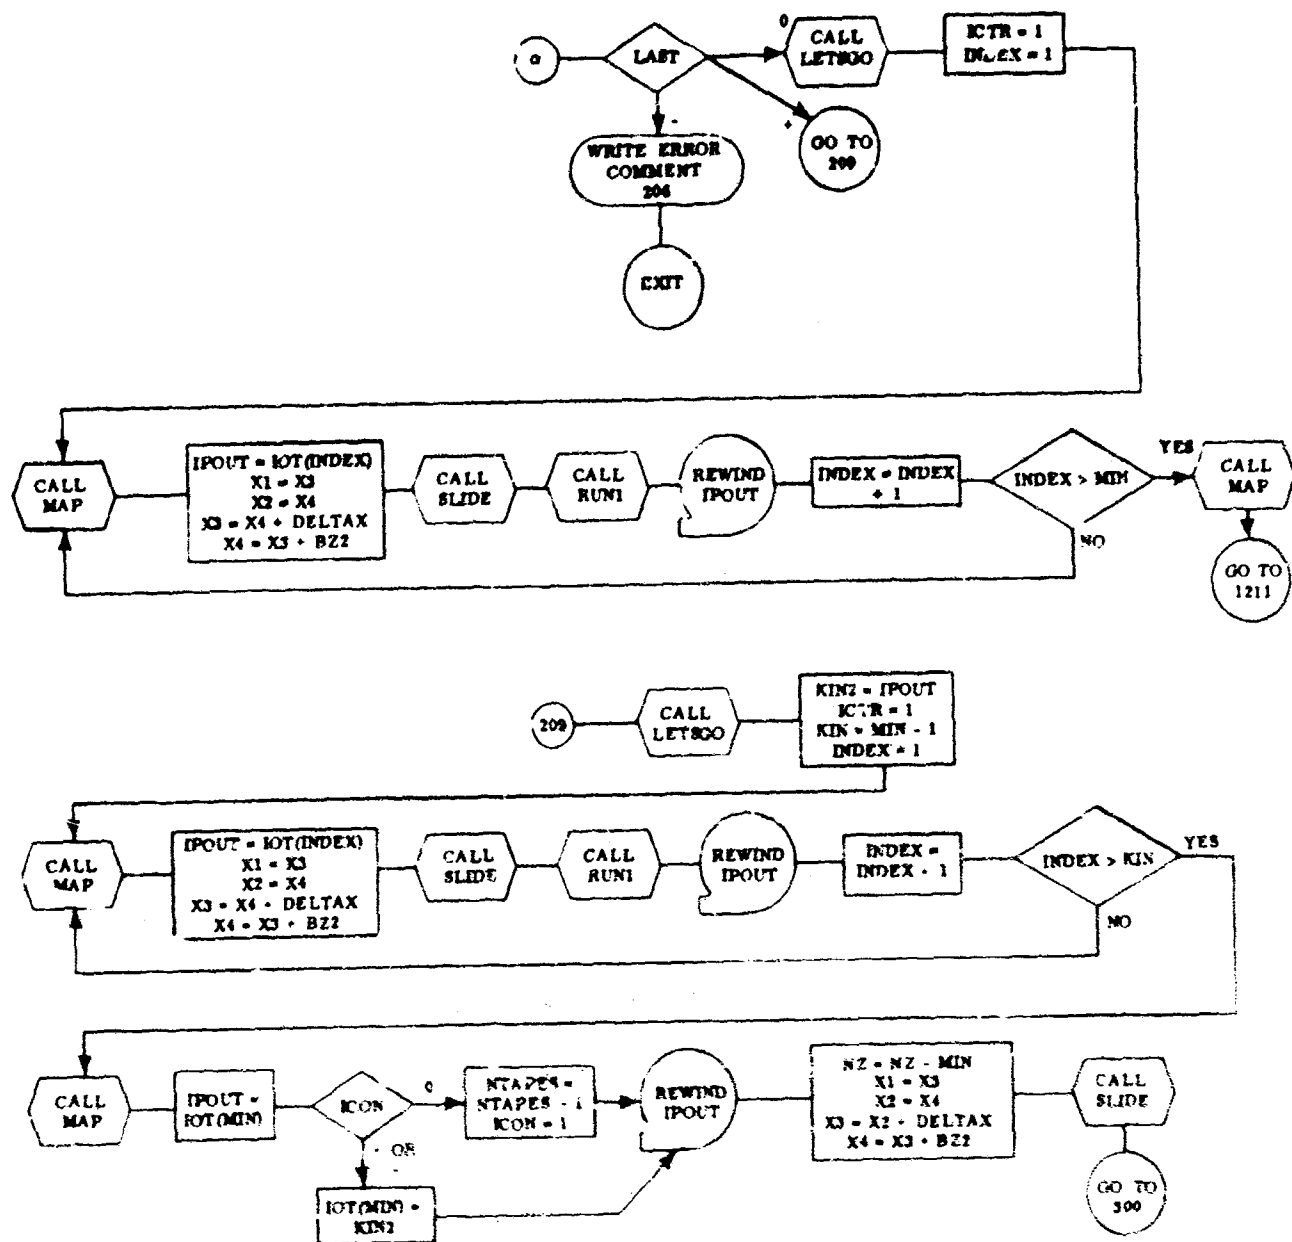 α
LAST
0
CALL
LETSGO
ICTR = 1
INDEX = 1
-
+
WRITE ERROR
COMMENT
206
GO TO
209
EXIT
CALL
MAP
IPOUT = IOT(INDEX)
X1 = X3
X2 = X4
X3 = X4 + DELTAX
X4 = X3 + BZ2
CALL
SLIDE
CALL
RUN1
REWIND
IPOUT
INDEX = INDEX
+ 1
INDEX > MIN
YES
NO
CALL
MAP
GO TO
1211
209
CALL
LETSGO
KIN2 = IPOUT
ICTR = 1
KIN = MIN - 1
INDEX = 1
CALL
MAP
IPOUT = IOT(INDEX)
X1 = X3
X2 = X4
X3 = X4 + DELTAX
X4 = X3 + BZ2
CALL
SLIDE
CALL
RUN1
REWIND
IPOUT
INDEX =
INDEX + 1
INDEX > KIN
YES
NO
CALL
MAP
IPOUT =
IOT(MIN)
ICON
0
OR
NTAPES =
NTAPES - 1
ICON = 1
IOT(MIN) =
KIN2
REWIND
IPOUT
NZ = NZ - MIN
X1 = X3
X2 = X4
X3 = X2 + DELTAX
X4 = X3 + BZ2
CALL
SLIDE
GO TO
300